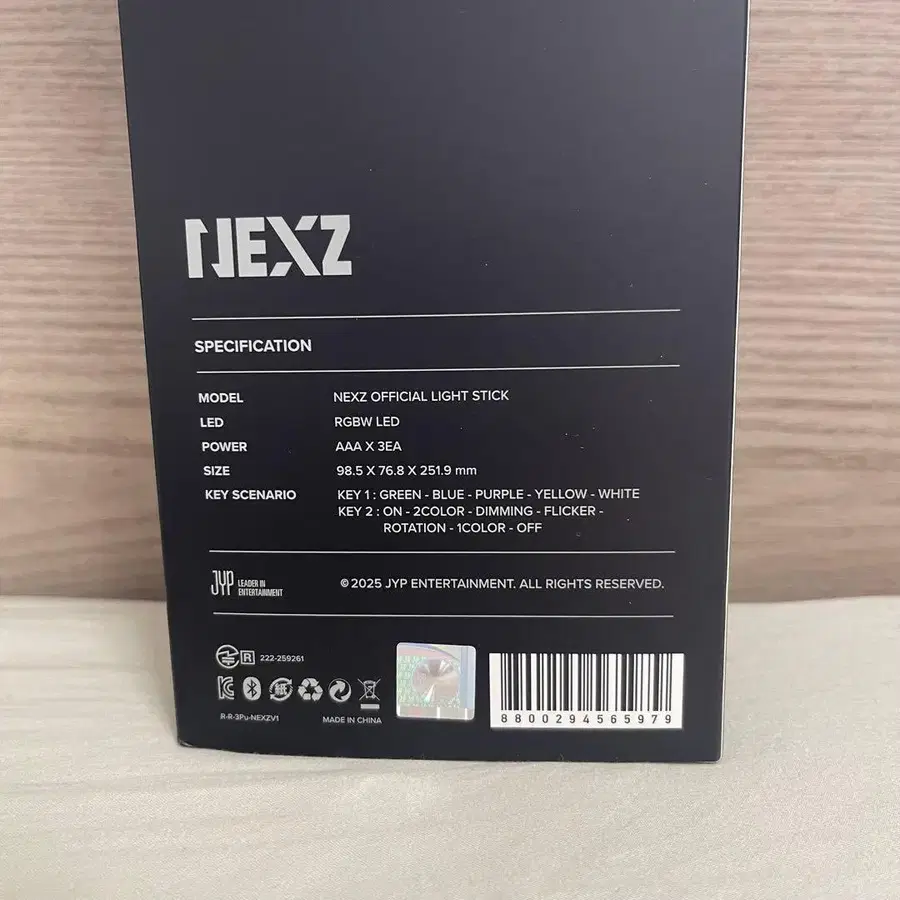 NEXZ
SPECIFICATION
MODEL NEXZ OFFICIAL LIGHT STICK
LED RGBW LED
POWER AAA X 3EA
SIZE 98.5 X 76.8 X 251.9 mm
KEY SCENARIO KEY 1 : GREEN - BLUE - PURPLE - YELLOW - WHITE
KEY 2 : ON - 2COLOR - DIMMING - FLICKER -
ROTATION - 1COLOR - OFF
JYP LEADER IN
ENTERTAINMENT
© 2025 JYP ENTERTAINMENT. ALL RIGHTS RESERVED.
R 222-259261
R-R-3Pu-NEXZV1 MADE IN CHINA
8800294565979